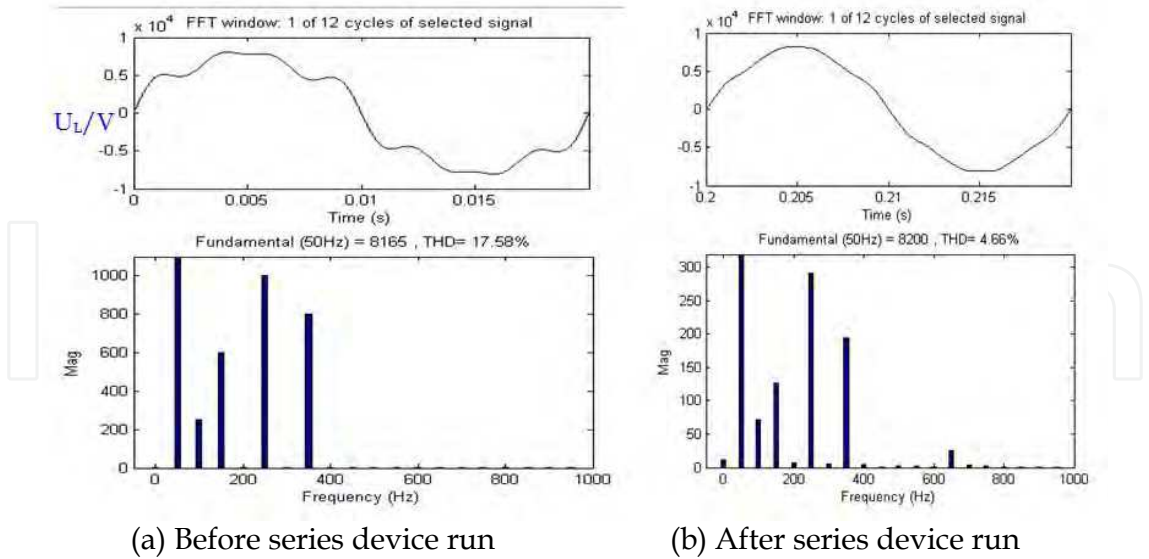 x 10⁴ FFT window: 1 of 12 cycles of selected signal
1
0.5
0
-0.5
-1
U_L/V
0 0.005 0.01 0.015
Time (s)
Fundamental (50Hz) = 8165 , THD= 17.58%
1000
800
600
400
200
0
Mag
0 200 400 600 800 1000
Frequency (Hz)
(a) Before series device run
x 10⁴ FFT window: 1 of 12 cycles of selected signal
1
0.5
0
-0.5
-1
0.2 0.205 0.21 0.215
Time (s)
Fundamental (50Hz) = 8200 , THD= 4.66%
300
250
200
150
100
50
0
Mag
0 200 400 600 800 1000
Frequency (Hz)
(b) After series device run